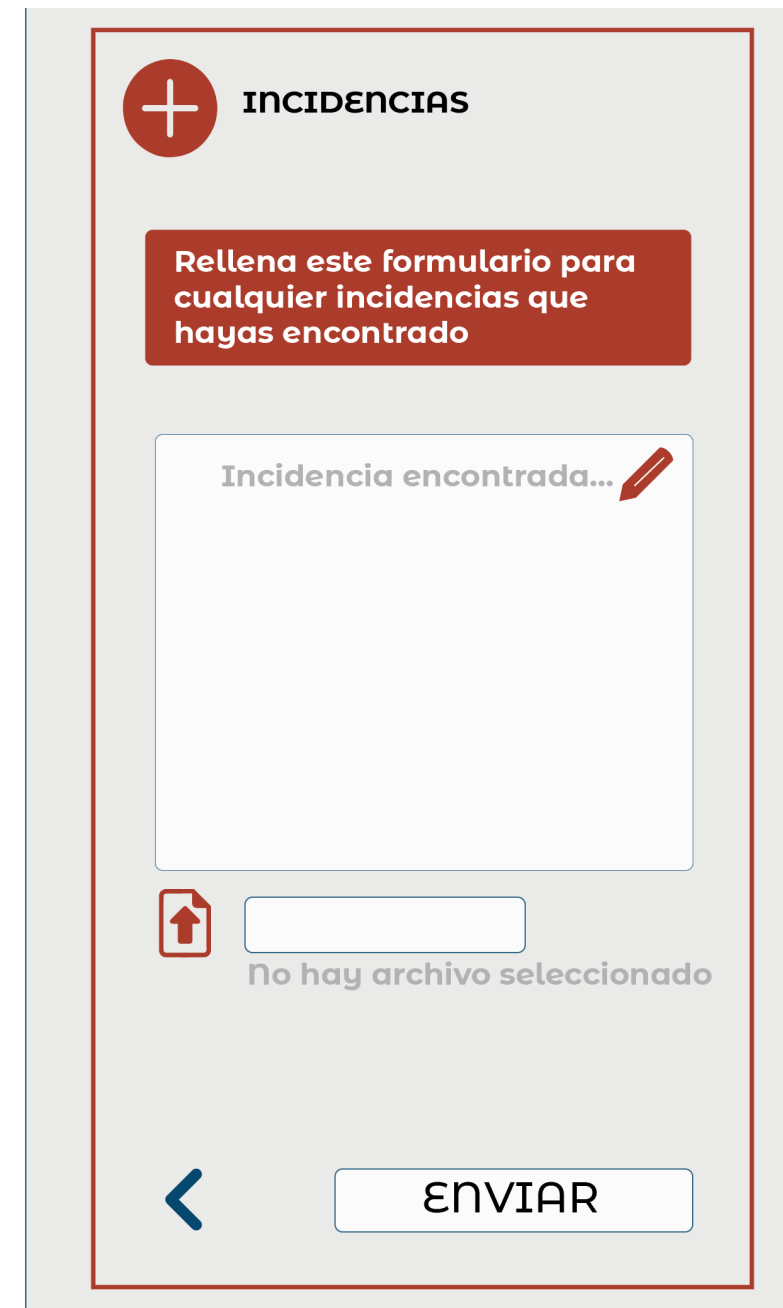 INCIDENCIAS
Rellena este formulario para
cualquier incidencias que
hayas encontrado
Incidencia encontrada...
No hay archivo seleccionado
ENVIAR